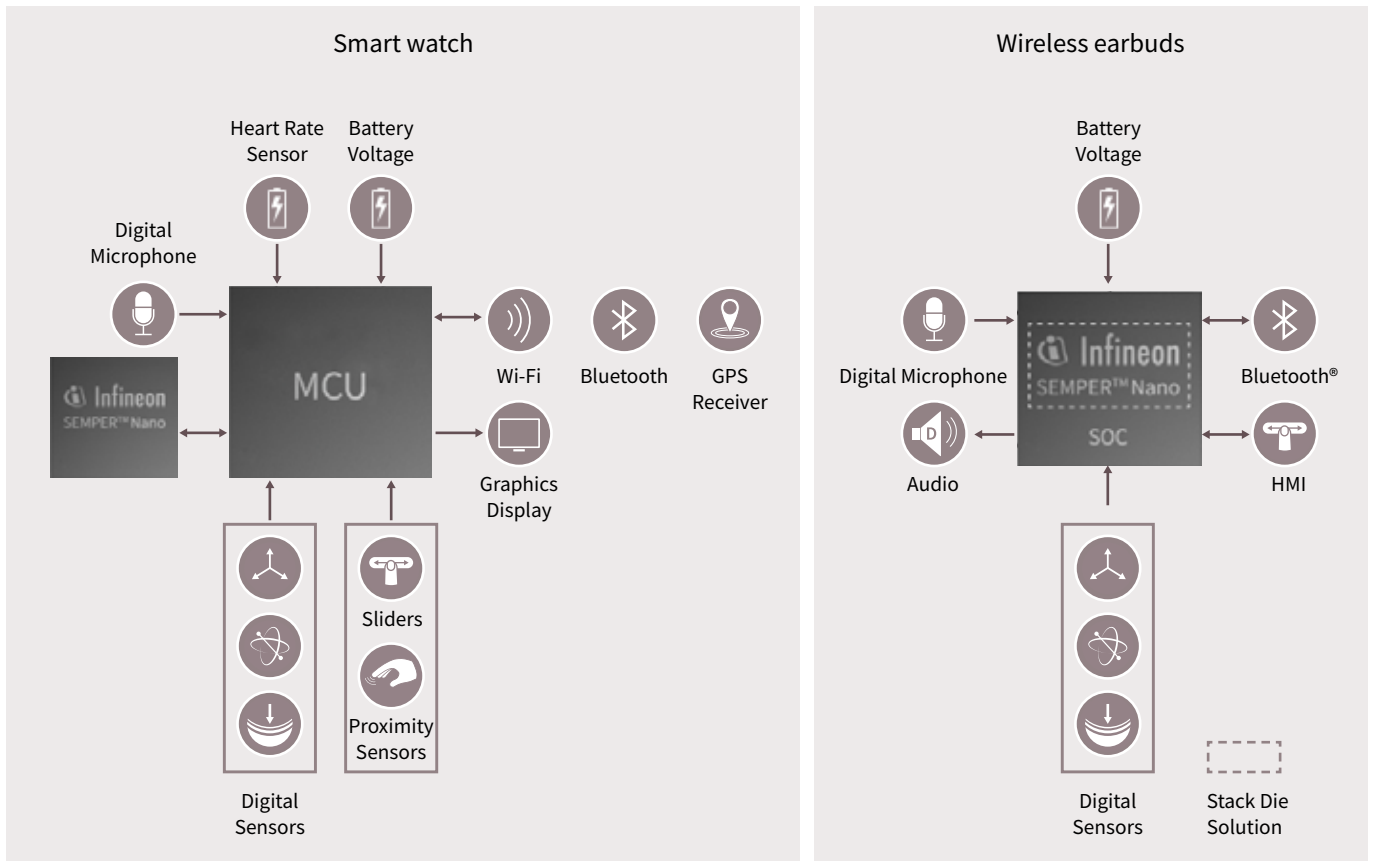 Smart watch
Heart Rate
Sensor
Battery
Voltage
Digital
Microphone
Infineon
SEMPER™ Nano
MCU
Wi-Fi
Bluetooth
GPS
Receiver
Graphics
Display
Sliders
Proximity
Sensors
Digital
Sensors
Wireless earbuds
Battery
Voltage
Digital Microphone
Infineon
SEMPER™ Nano
SOC
Bluetooth®
D
Audio
HMI
Digital
Sensors
Stack Die
Solution